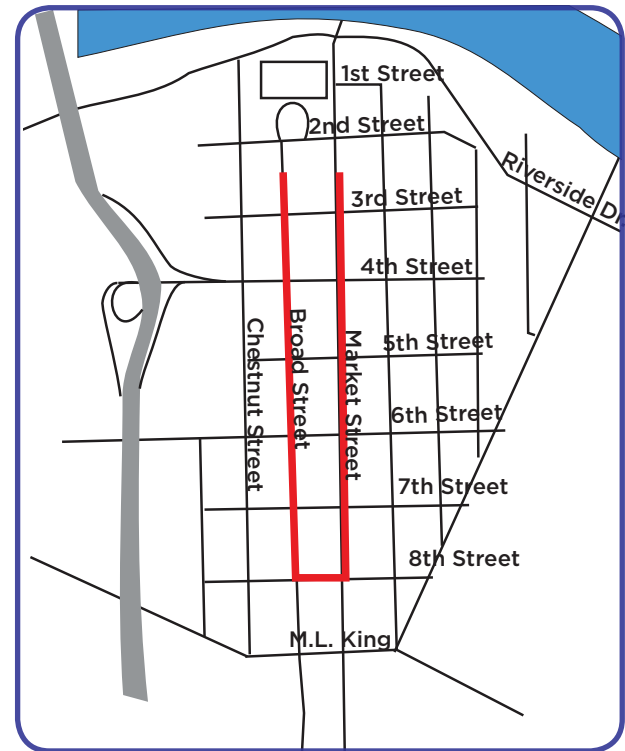 1st Street
2nd Street
Riverside Dr
3rd Street
4th Street
Chestnut Street
Broad Street
Market Street
5th Street
6th Street
7th Street
8th Street
M.L. King